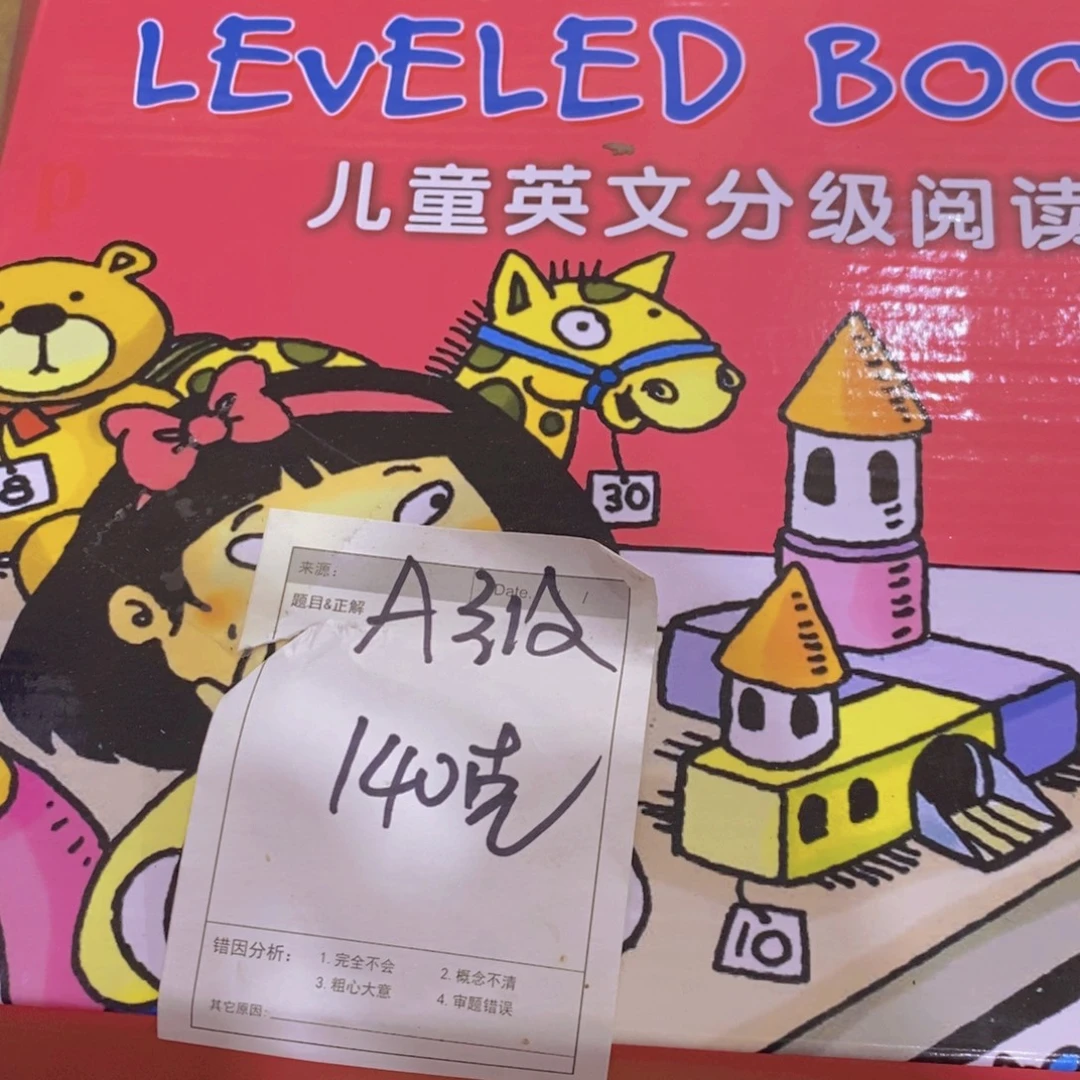 LEVELED BOO
儿童英文分级阅读
8
30
来源：
Date. /
题目&正解
A级
140克
10
错因分析：
1.完全不会 2.概念不清
3.粗心大意 4.审题错误
其它原因：